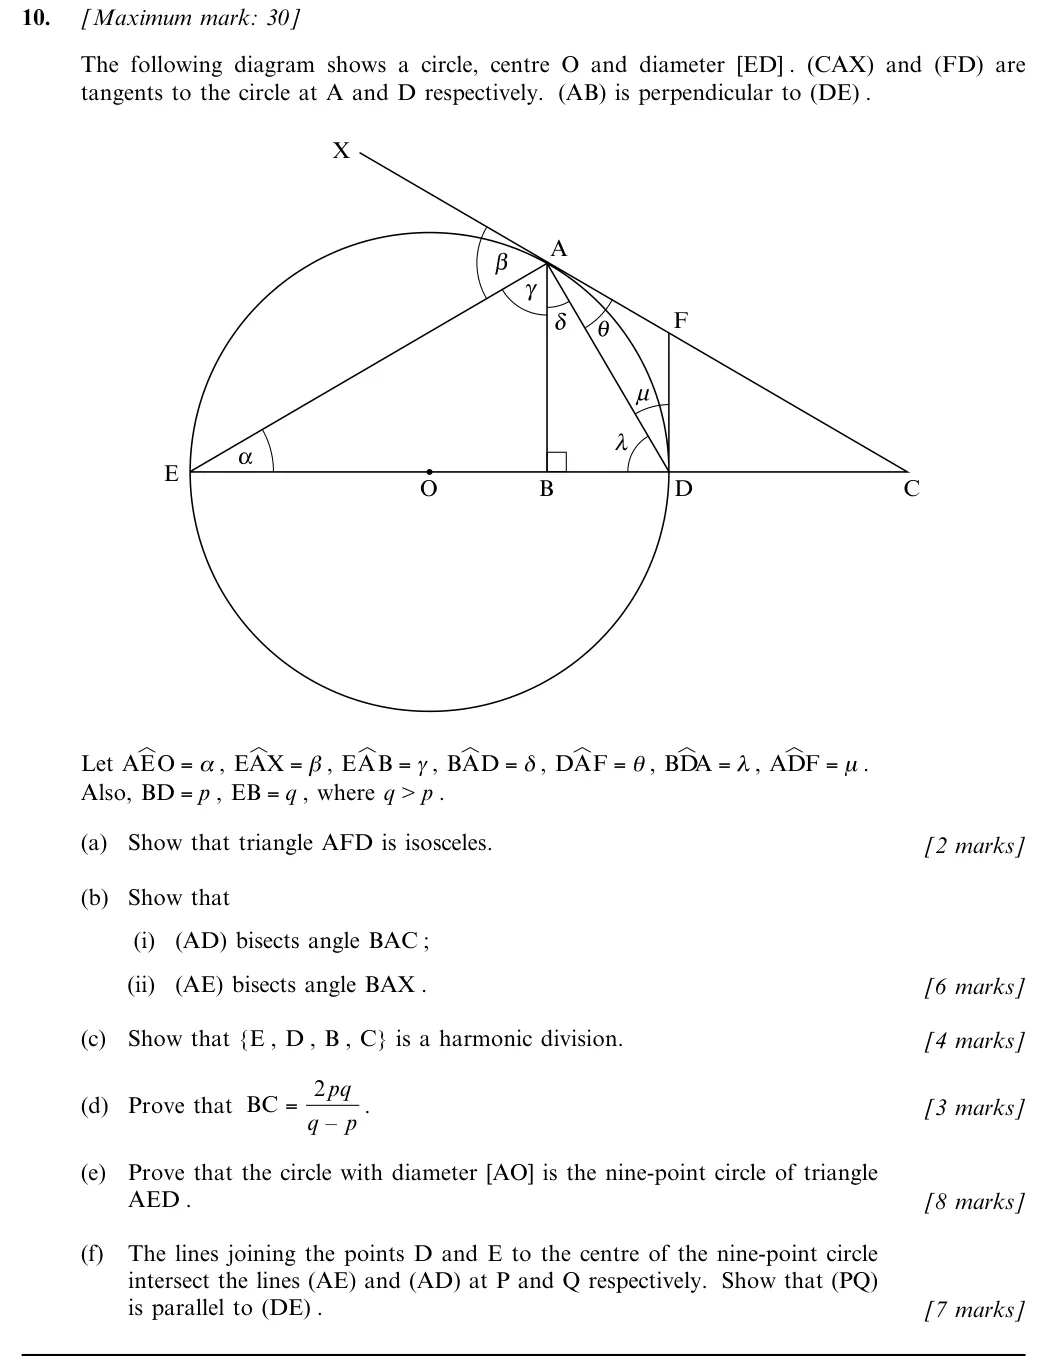 10. [Maximum mark: 30]
The following diagram shows a circle, centre O and diameter [ED]. (CAX) and (FD) are
tangents to the circle at A and D respectively. (AB) is perpendicular to (DE).
X
A
β
γ
δ
θ
F
μ
λ
α
E
O
B
D
C
Let AÊO = α, EÂX = β, EÂB = γ, BÂD = δ, DÂF = θ, BD̂A = λ, AD̂F = μ.
Also, BD = p, EB = q, where q > p.
(a) Show that triangle AFD is isosceles. [2 marks]
(b) Show that
(i) (AD) bisects angle BAC;
(ii) (AE) bisects angle BAX. [6 marks]
(c) Show that {E, D, B, C} is a harmonic division. [4 marks]
(d) Prove that BC = 2pq / (q – p). [3 marks]
(e) Prove that the circle with diameter [AO] is the nine-point circle of triangle
AED. [8 marks]
(f) The lines joining the points D and E to the centre of the nine-point circle
intersect the lines (AE) and (AD) at P and Q respectively. Show that (PQ)
is parallel to (DE). [7 marks]